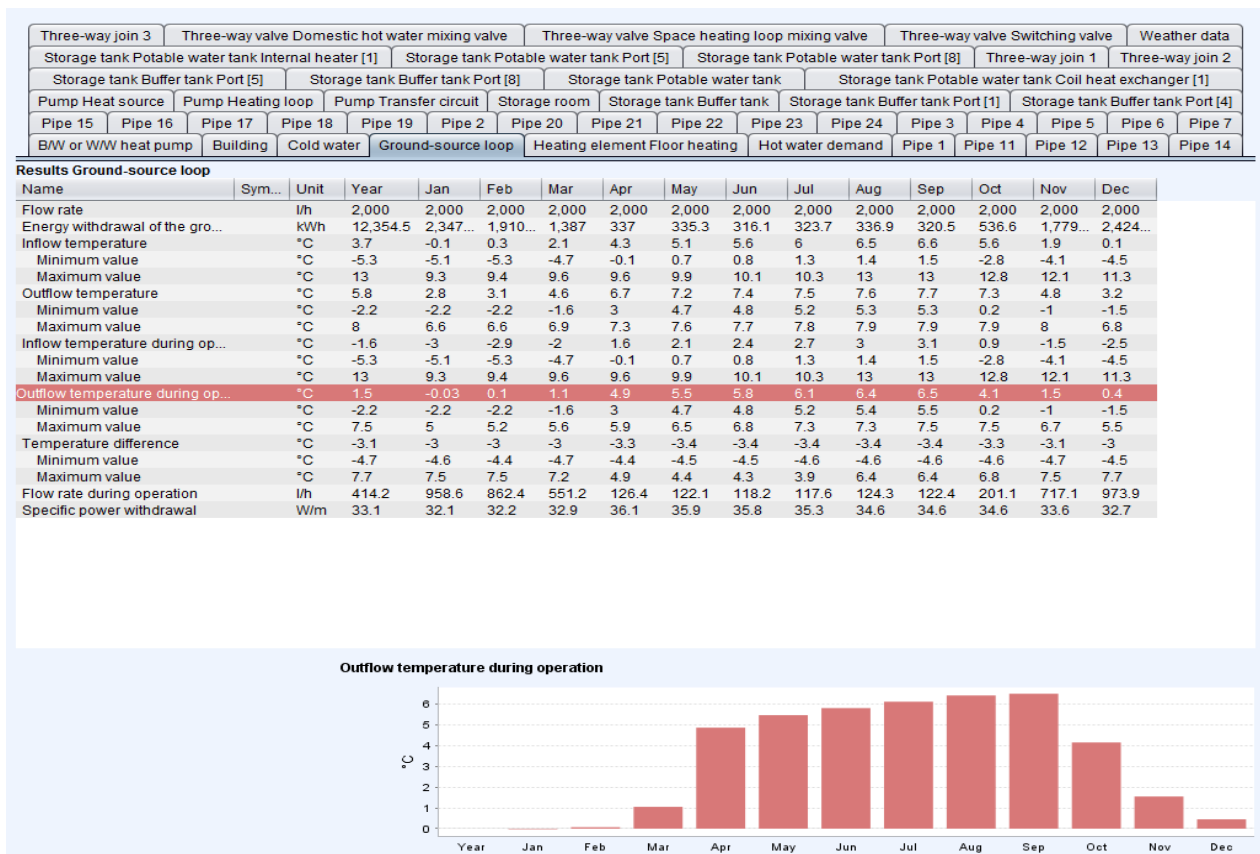 Three-way join 3 Three-way valve Domestic hot water mixing valve Three-way valve Space heating loop mixing valve Three-way valve Switching valve Weather data
Storage tank Potable water tank Internal heater [1] Storage tank Potable water tank Port [5] Storage tank Potable water tank Port [8] Three-way join 1 Three-way join 2
Storage tank Buffer tank Port [5] Storage tank Buffer tank Port [8] Storage tank Potable water tank Storage tank Potable water tank Coil heat exchanger [1]
Pump Heat source Pump Heating loop Pump Transfer circuit Storage room Storage tank Buffer tank Storage tank Buffer tank Port [1] Storage tank Buffer tank Port [4]
Pipe 15 Pipe 16 Pipe 17 Pipe 18 Pipe 19 Pipe 2 Pipe 20 Pipe 21 Pipe 22 Pipe 23 Pipe 24 Pipe 3 Pipe 4 Pipe 5 Pipe 6 Pipe 7
B/W or W/W heat pump Building Cold water Ground-source loop Heating element Floor heating Hot water demand Pipe 1 Pipe 11 Pipe 12 Pipe 13 Pipe 14
Results Ground-source loop
Name Sym... Unit Year Jan Feb Mar Apr May Jun Jul Aug Sep Oct Nov Dec
Flow rate l/h 2,000 2,000 2,000 2,000 2,000 2,000 2,000 2,000 2,000 2,000 2,000 2,000 2,000
Energy withdrawal of the gro... kWh 12,354.5 2,347... 1,910... 1,387 337 335.3 316.1 323.7 336.9 320.5 536.6 1,779... 2,424...
Inflow temperature °C 3.7 -0.1 0.3 2.1 4.3 5.1 5.6 6 6.5 6.6 5.6 1.9 0.1
Minimum value °C -5.3 -5.1 -5.3 -4.7 -0.1 0.7 0.8 1.3 1.4 1.5 -2.8 -4.1 -4.5
Maximum value °C 13 9.3 9.4 9.6 9.6 9.9 10.1 10.3 13 13 12.8 12.1 11.3
Outflow temperature °C 5.8 2.8 3.1 4.6 6.7 7.2 7.4 7.5 7.6 7.7 7.3 4.8 3.2
Minimum value °C -2.2 -2.2 -2.2 -1.6 3 4.7 4.8 5.2 5.3 5.3 0.2 -1 -1.5
Maximum value °C 8 6.6 6.6 6.9 7.3 7.6 7.7 7.8 7.9 7.9 7.9 8 6.8
Inflow temperature during op... °C -1.6 -3 -2.9 -2 1.6 2.1 2.4 2.7 3 3.1 0.9 -1.5 -2.5
Minimum value °C -5.3 -5.1 -5.3 -4.7 -0.1 0.7 0.8 1.3 1.4 1.5 -2.8 -4.1 -4.5
Maximum value °C 13 9.3 9.4 9.6 9.6 9.9 10.1 10.3 13 13 12.8 12.1 11.3
Outflow temperature during op... °C 1.5 -0.03 0.1 1.1 4.9 5.5 5.8 6.1 6.4 6.5 4.1 1.5 0.4
Minimum value °C -2.2 -2.2 -2.2 -1.6 3 4.7 4.8 5.2 5.4 5.5 0.2 -1 -1.5
Maximum value °C 7.5 5 5.2 5.6 5.9 6.5 6.8 7.3 7.3 7.5 7.5 6.7 5.5
Temperature difference °C -3.1 -3 -3 -3 -3.3 -3.4 -3.4 -3.4 -3.4 -3.4 -3.3 -3.1 -3
Minimum value °C -4.7 -4.6 -4.4 -4.7 -4.4 -4.5 -4.5 -4.6 -4.6 -4.6 -4.6 -4.7 -4.5
Maximum value °C 7.7 7.5 7.5 7.2 4.9 4.4 4.3 3.9 6.4 6.4 6.8 7.5 7.7
Flow rate during operation l/h 414.2 958.6 862.4 551.2 126.4 122.1 118.2 117.6 124.3 122.4 201.1 717.1 973.9
Specific power withdrawal W/m 33.1 32.1 32.2 32.9 36.1 35.9 35.8 35.3 34.6 34.6 34.6 33.6 32.7
Outflow temperature during operation
°C
6
5
4
3
2
1
0
Year Jan Feb Mar Apr May Jun Jul Aug Sep Oct Nov Dec